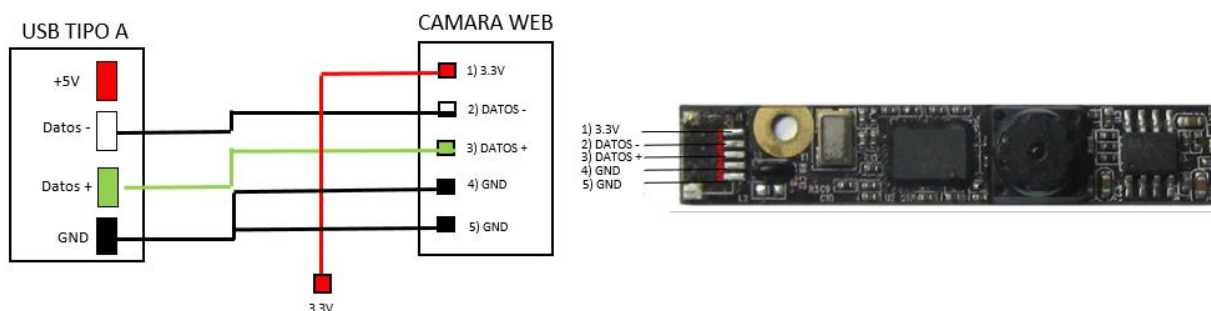 USB TIPO A
+5V
Datos -
Datos +
GND
CAMARA WEB
1) 3.3V
2) DATOS -
3) DATOS +
4) GND
5) GND
3.3V
1) 3.3V
2) DATOS -
3) DATOS +
4) GND
5) GND